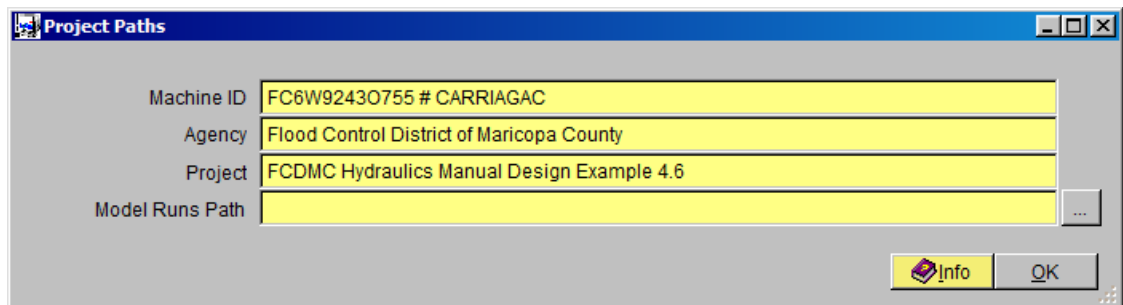 Project Paths
Machine ID FC6W9243O755 # CARRIAGAC
Agency Flood Control District of Maricopa County
Project FCDMC Hydraulics Manual Design Example 4.6
Model Runs Path ...
Info OK